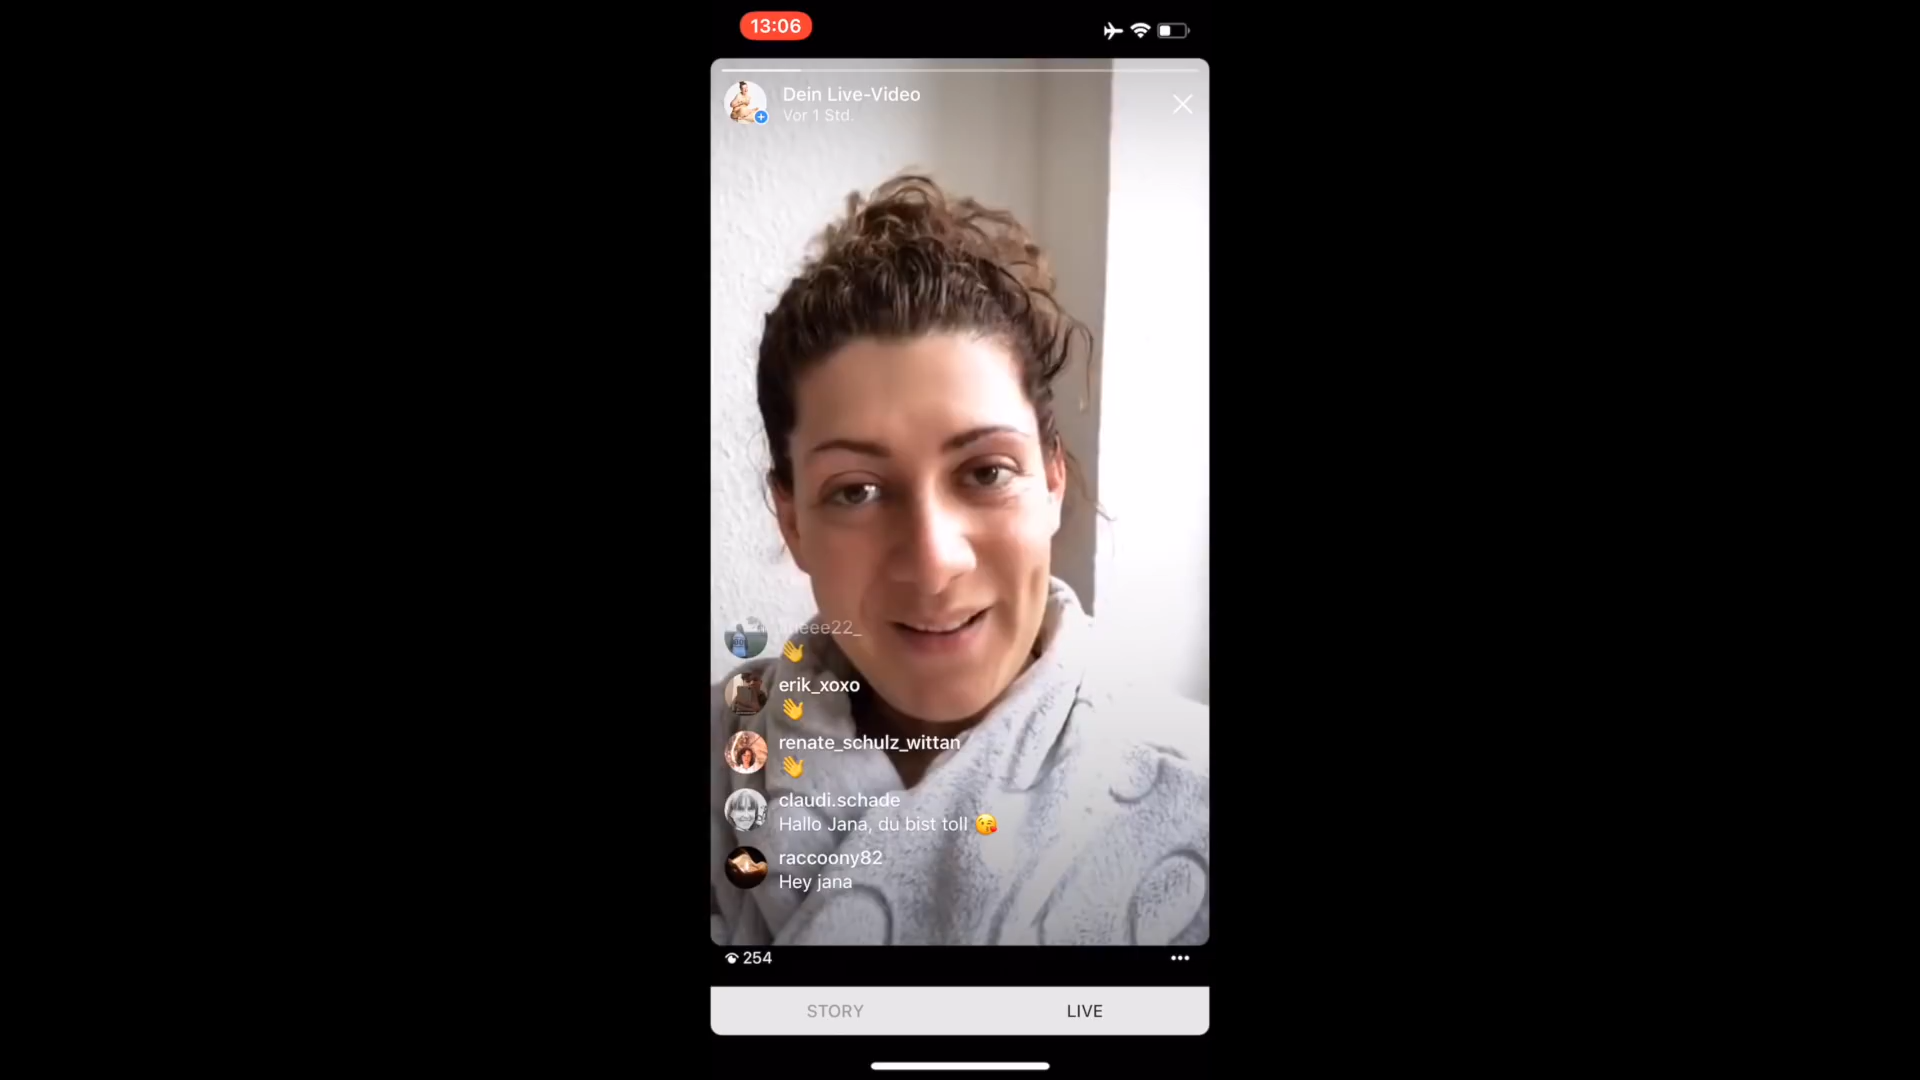 13:06
Dein Live-Video
Vor 1 Std.
erik_xoxo
renate_schulz_wittan
claudi.schade
Hallo Jana, du bist toll 😘
raccoony82
Hey jana
254
STORY
LIVE